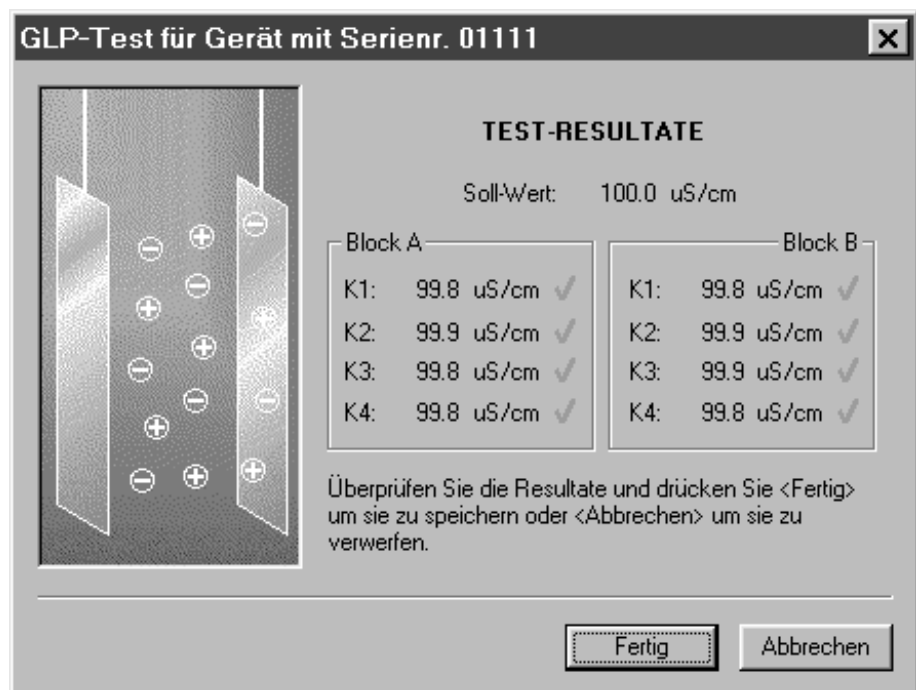 GLP-Test für Gerät mit Serienr. 01111
TEST-RESULTATE
Soll-Wert: 100.0 uS/cm
Block A
K1: 99.8 uS/cm
K2: 99.9 uS/cm
K3: 99.8 uS/cm
K4: 99.8 uS/cm
Block B
K1: 99.8 uS/cm
K2: 99.9 uS/cm
K3: 99.9 uS/cm
K4: 99.8 uS/cm
Überprüfen Sie die Resultate und drücken Sie <Fertig>
um sie zu speichern oder <Abbrechen> um sie zu
verwerfen.
Fertig
Abbrechen